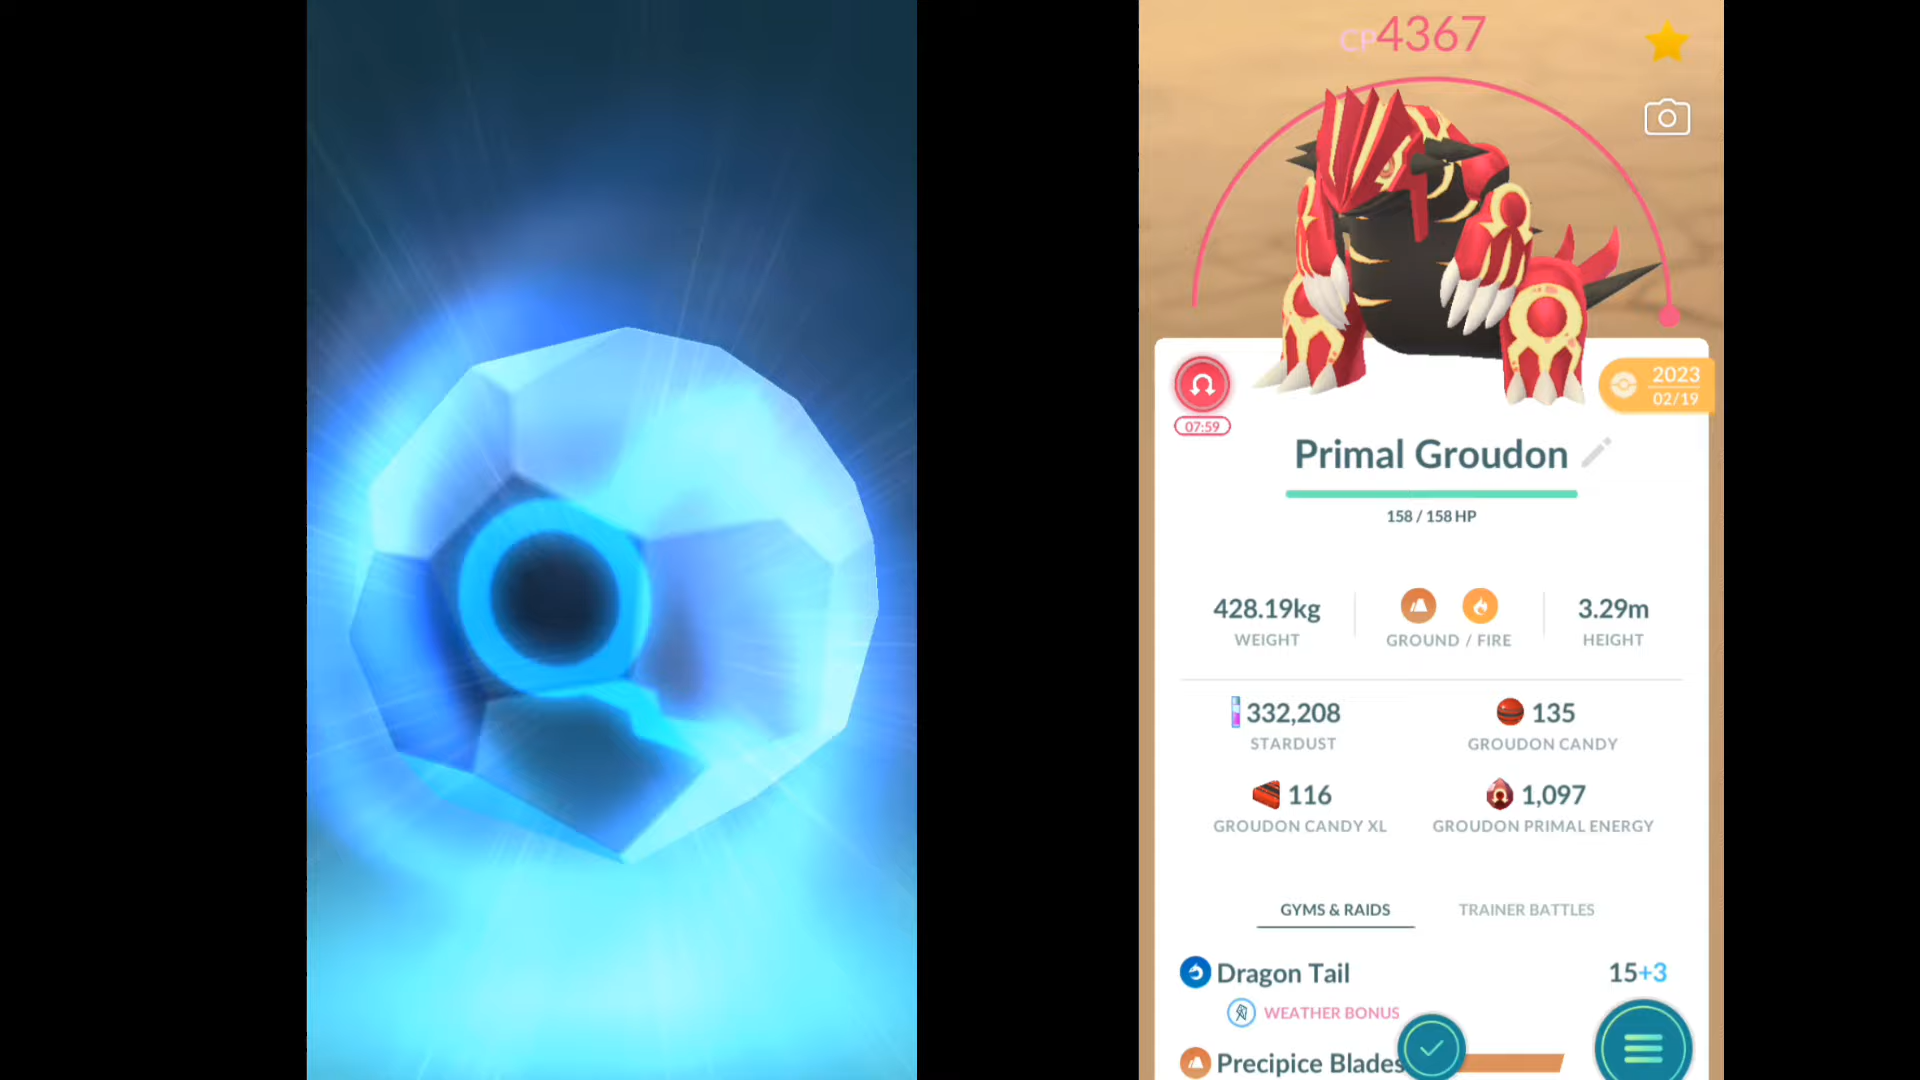 CP4367
2023
02/19
07:59
Primal Groudon
158 / 158 HP
428.19kg
WEIGHT
GROUND / FIRE
3.29m
HEIGHT
332,208
STARDUST
135
GROUDON CANDY
116
GROUDON CANDY XL
1,097
GROUDON PRIMAL ENERGY
GYMS & RAIDS
TRAINER BATTLES
Dragon Tail
15+3
WEATHER BONUS
Precipice Blades